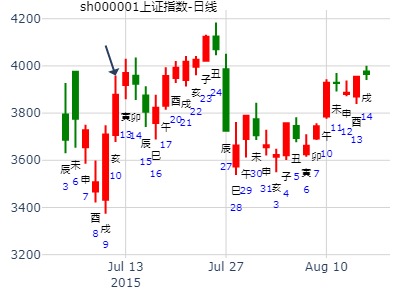 sh000001上证指数-日线
4200
4000
3800
3600
3400
3200
辰
3
未
6
申
7
酉
8
戌
9
亥
10
寅
13
卯
14
辰
15
巳
16
午
17
酉
20
戌
21
亥
22
子
23
丑
24
辰
27
巳
28
午
29
未
30
申
31
亥
3
子
4
丑
5
寅
6
卯
7
午
10
未
11
申
12
酉
13
戌
14
Jul 13
2015
Jul 27
Aug 10